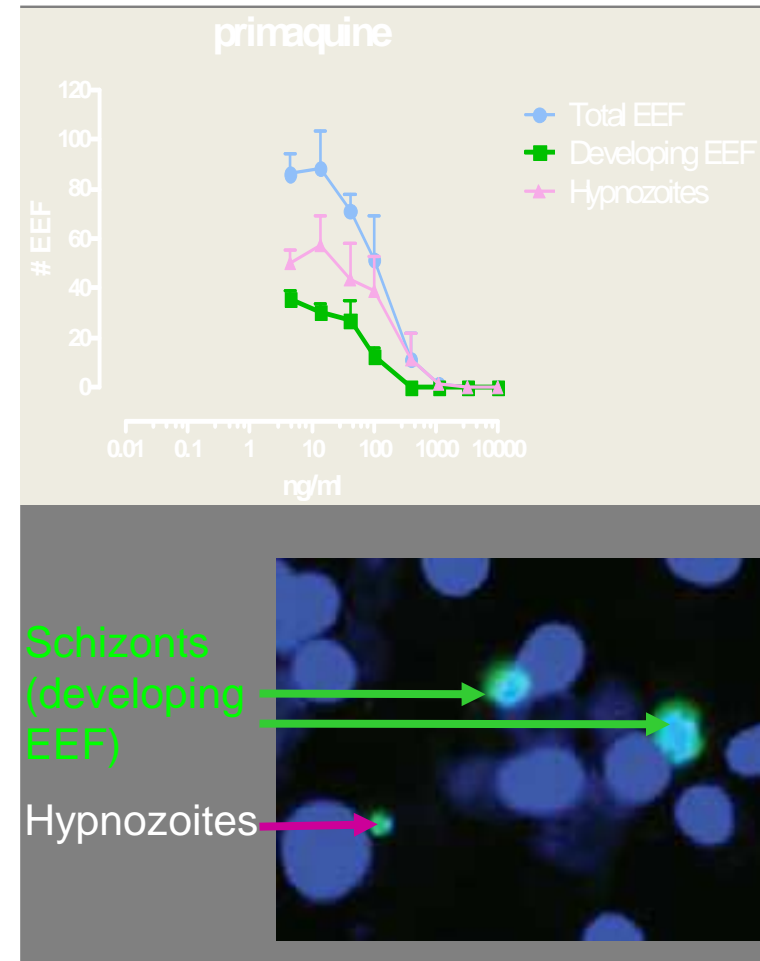 primaquine
120
100
80
60
40
20
0
# EEF
Total EEF
Developing EEF
Hypnozoites
0.01 0.1 1 10 100 1000 10000
ng/ml
Schizonts
(developing
EEF)
Hypnozoites